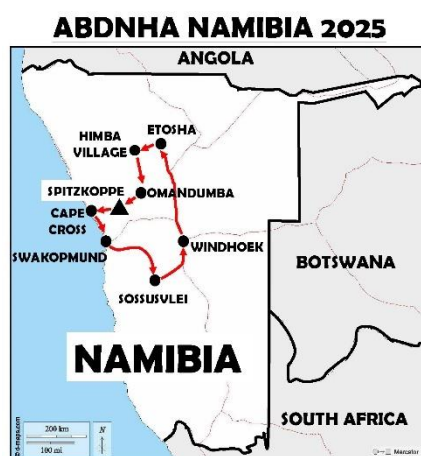 ABDNHA NAMIBIA 2025
ANGOLA
ETOSHA
HIMBA
VILLAGE
OMANDUMBA
SPITZKOPPE
CAPE
CROSS
SWAKOPMUND
WINDHOEK
SOSSUSVLEI
BOTSWANA
NAMIBIA
SOUTH AFRICA
200 km
100 mi
N
Mercator